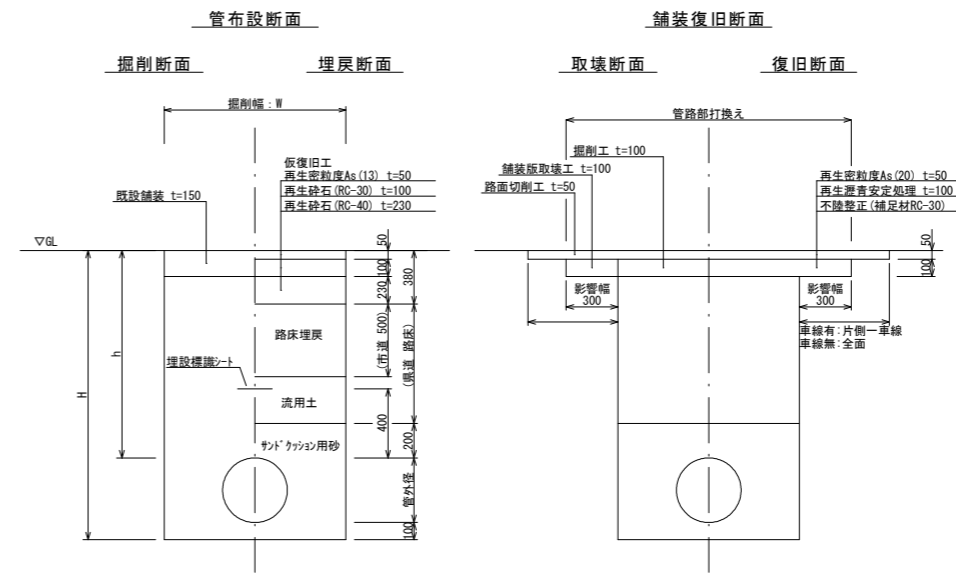 管布設断面
掘削断面
埋戻断面
掘削幅：W
仮復旧工
再生密粒度As(13) t=50
再生砕石(RC-30) t=100
再生砕石(RC-40) t=230
既設舗装 t=150
▽GL
50
100
230
380
路床埋戻
(市道 500)
(県道 路床)
埋設標識シート
流用土
400
200
サンドクッション用砂
管外径
100
h
H
舗装復旧断面
取壊断面
復旧断面
管路部打換え
掘削工 t=100
舗装版取壊工 t=100
路面切削工 t=50
再生密粒度As(20) t=50
再生瀝青安定処理 t=100
不陸整正(補足材RC-30)
50
100
影響幅
300
影響幅
300
車線有:片側一車線
車線無:全面